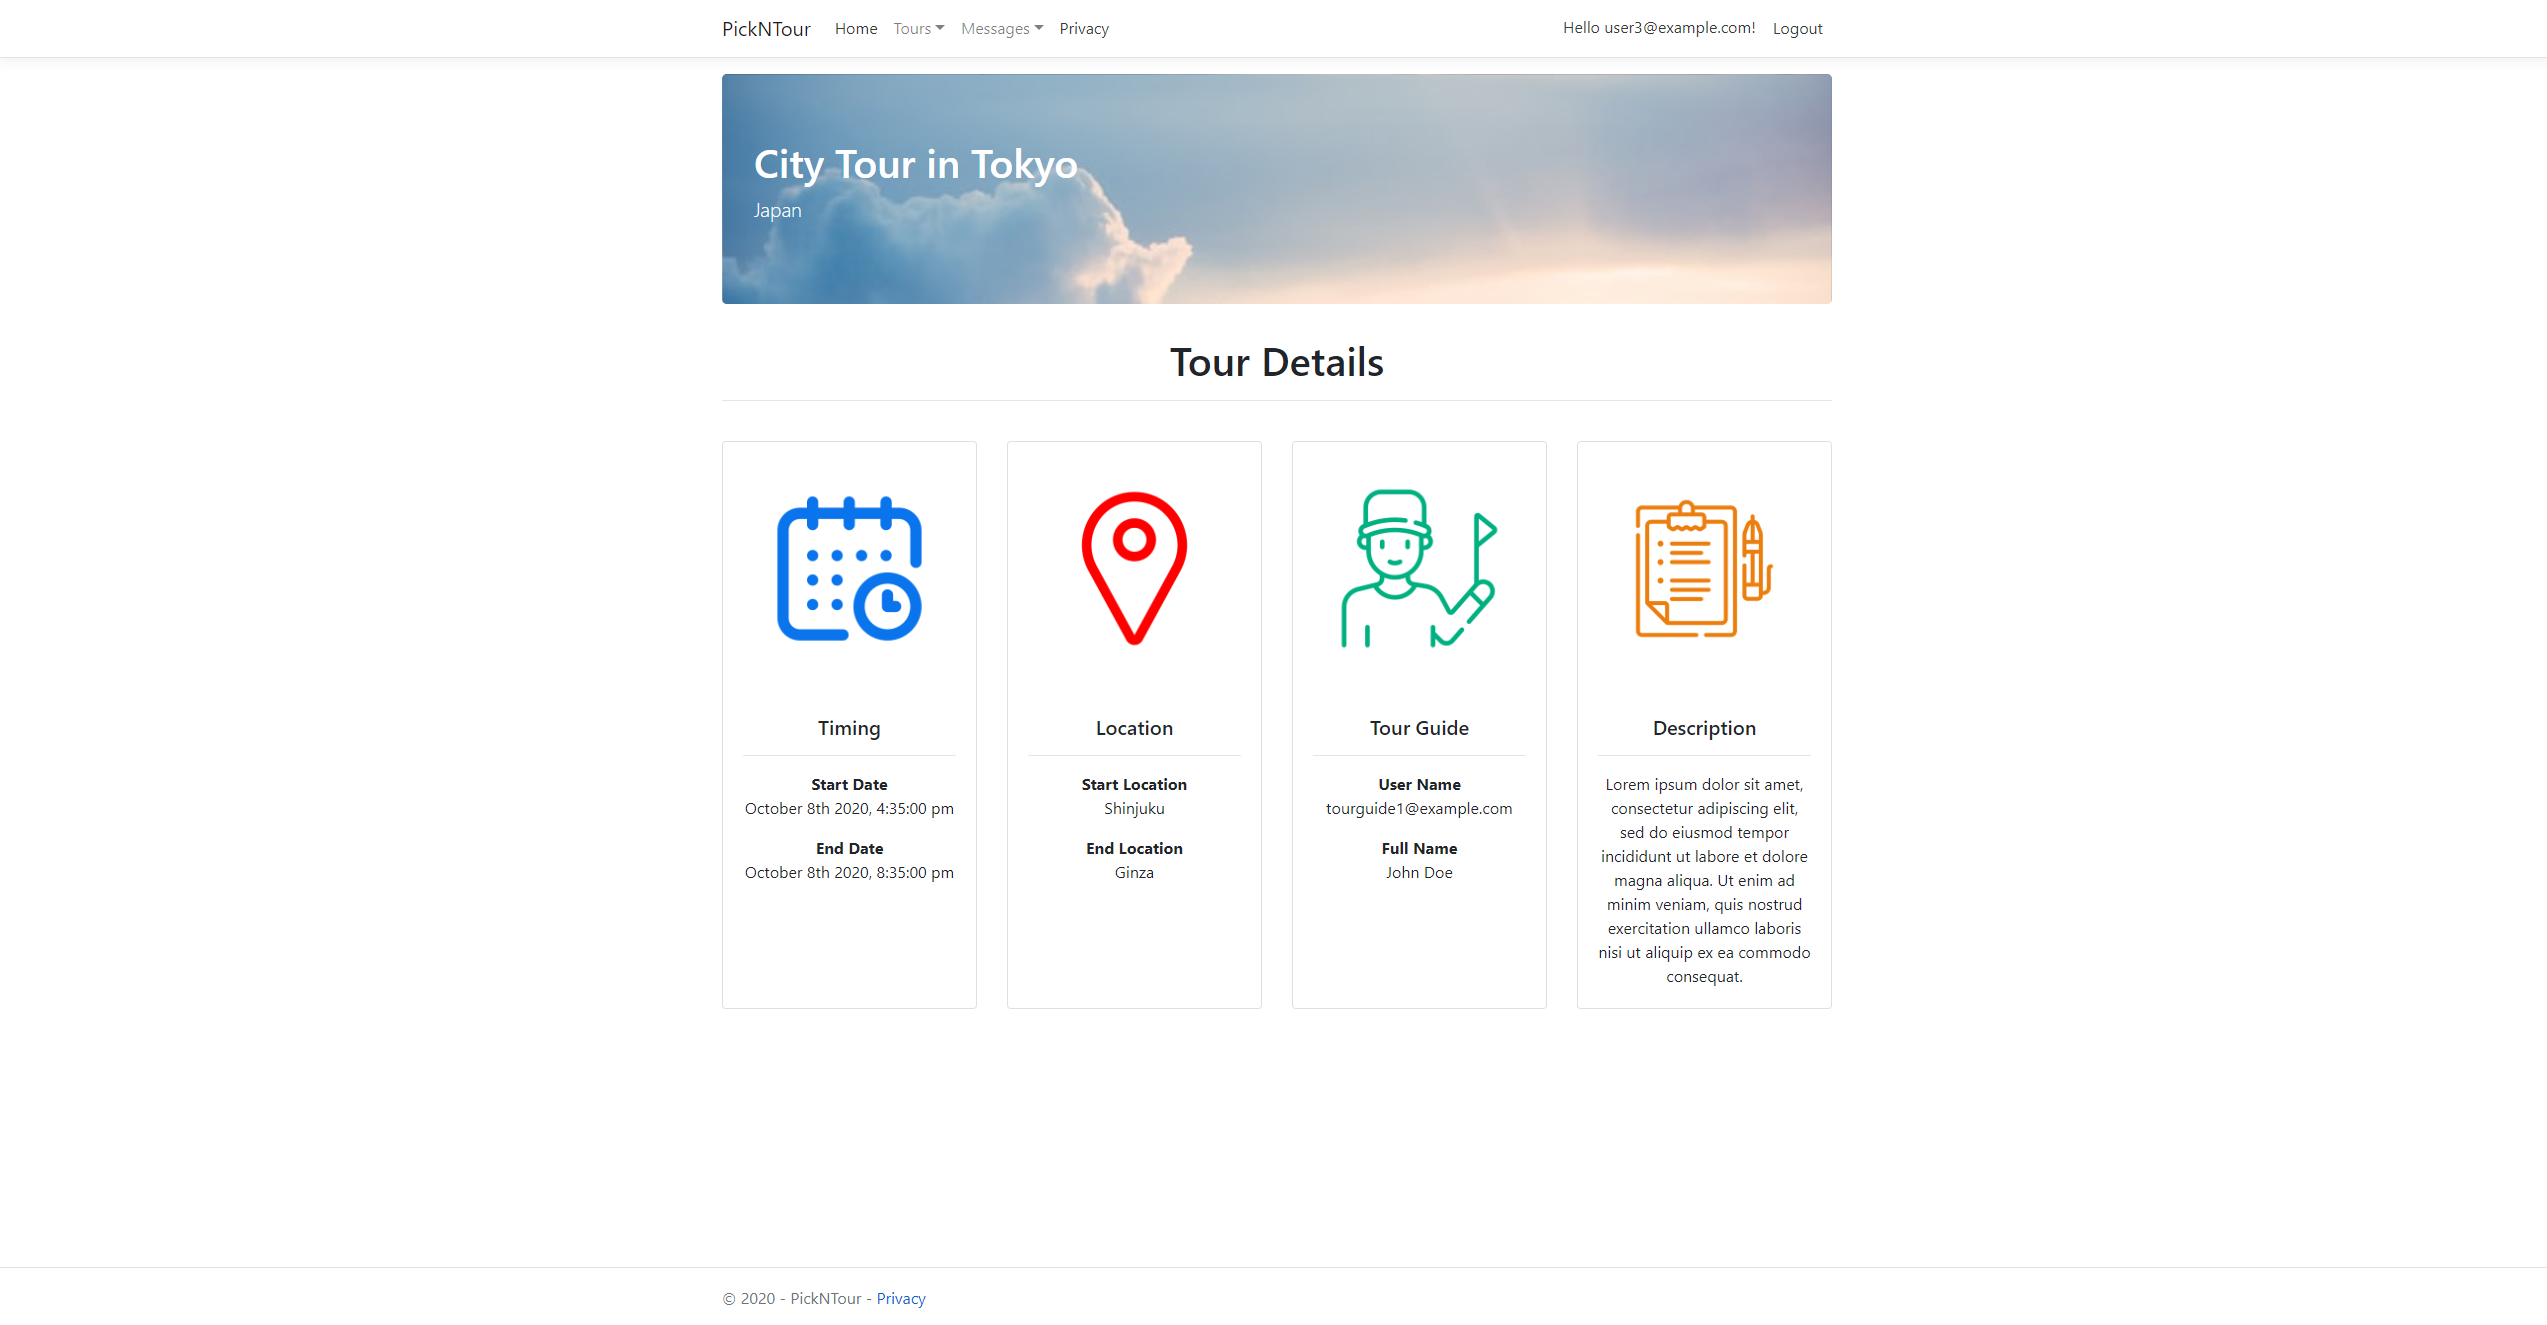 PickNTour Home Tours Messages Privacy Hello user3@example.com! Logout
City Tour in Tokyo
Japan
Tour Details
Timing
Start Date
October 8th 2020, 4:35:00 pm
End Date
October 8th 2020, 8:35:00 pm
Location
Start Location
Shinjuku
End Location
Ginza
Tour Guide
User Name
tourguide1@example.com
Full Name
John Doe
Description
Lorem ipsum dolor sit amet,
consectetur adipiscing elit,
sed do eiusmod tempor
incididunt ut labore et dolore
magna aliqua. Ut enim ad
minim veniam, quis nostrud
exercitation ullamco laboris
nisi ut aliquip ex ea commodo
consequat.
© 2020 - PickNTour - Privacy